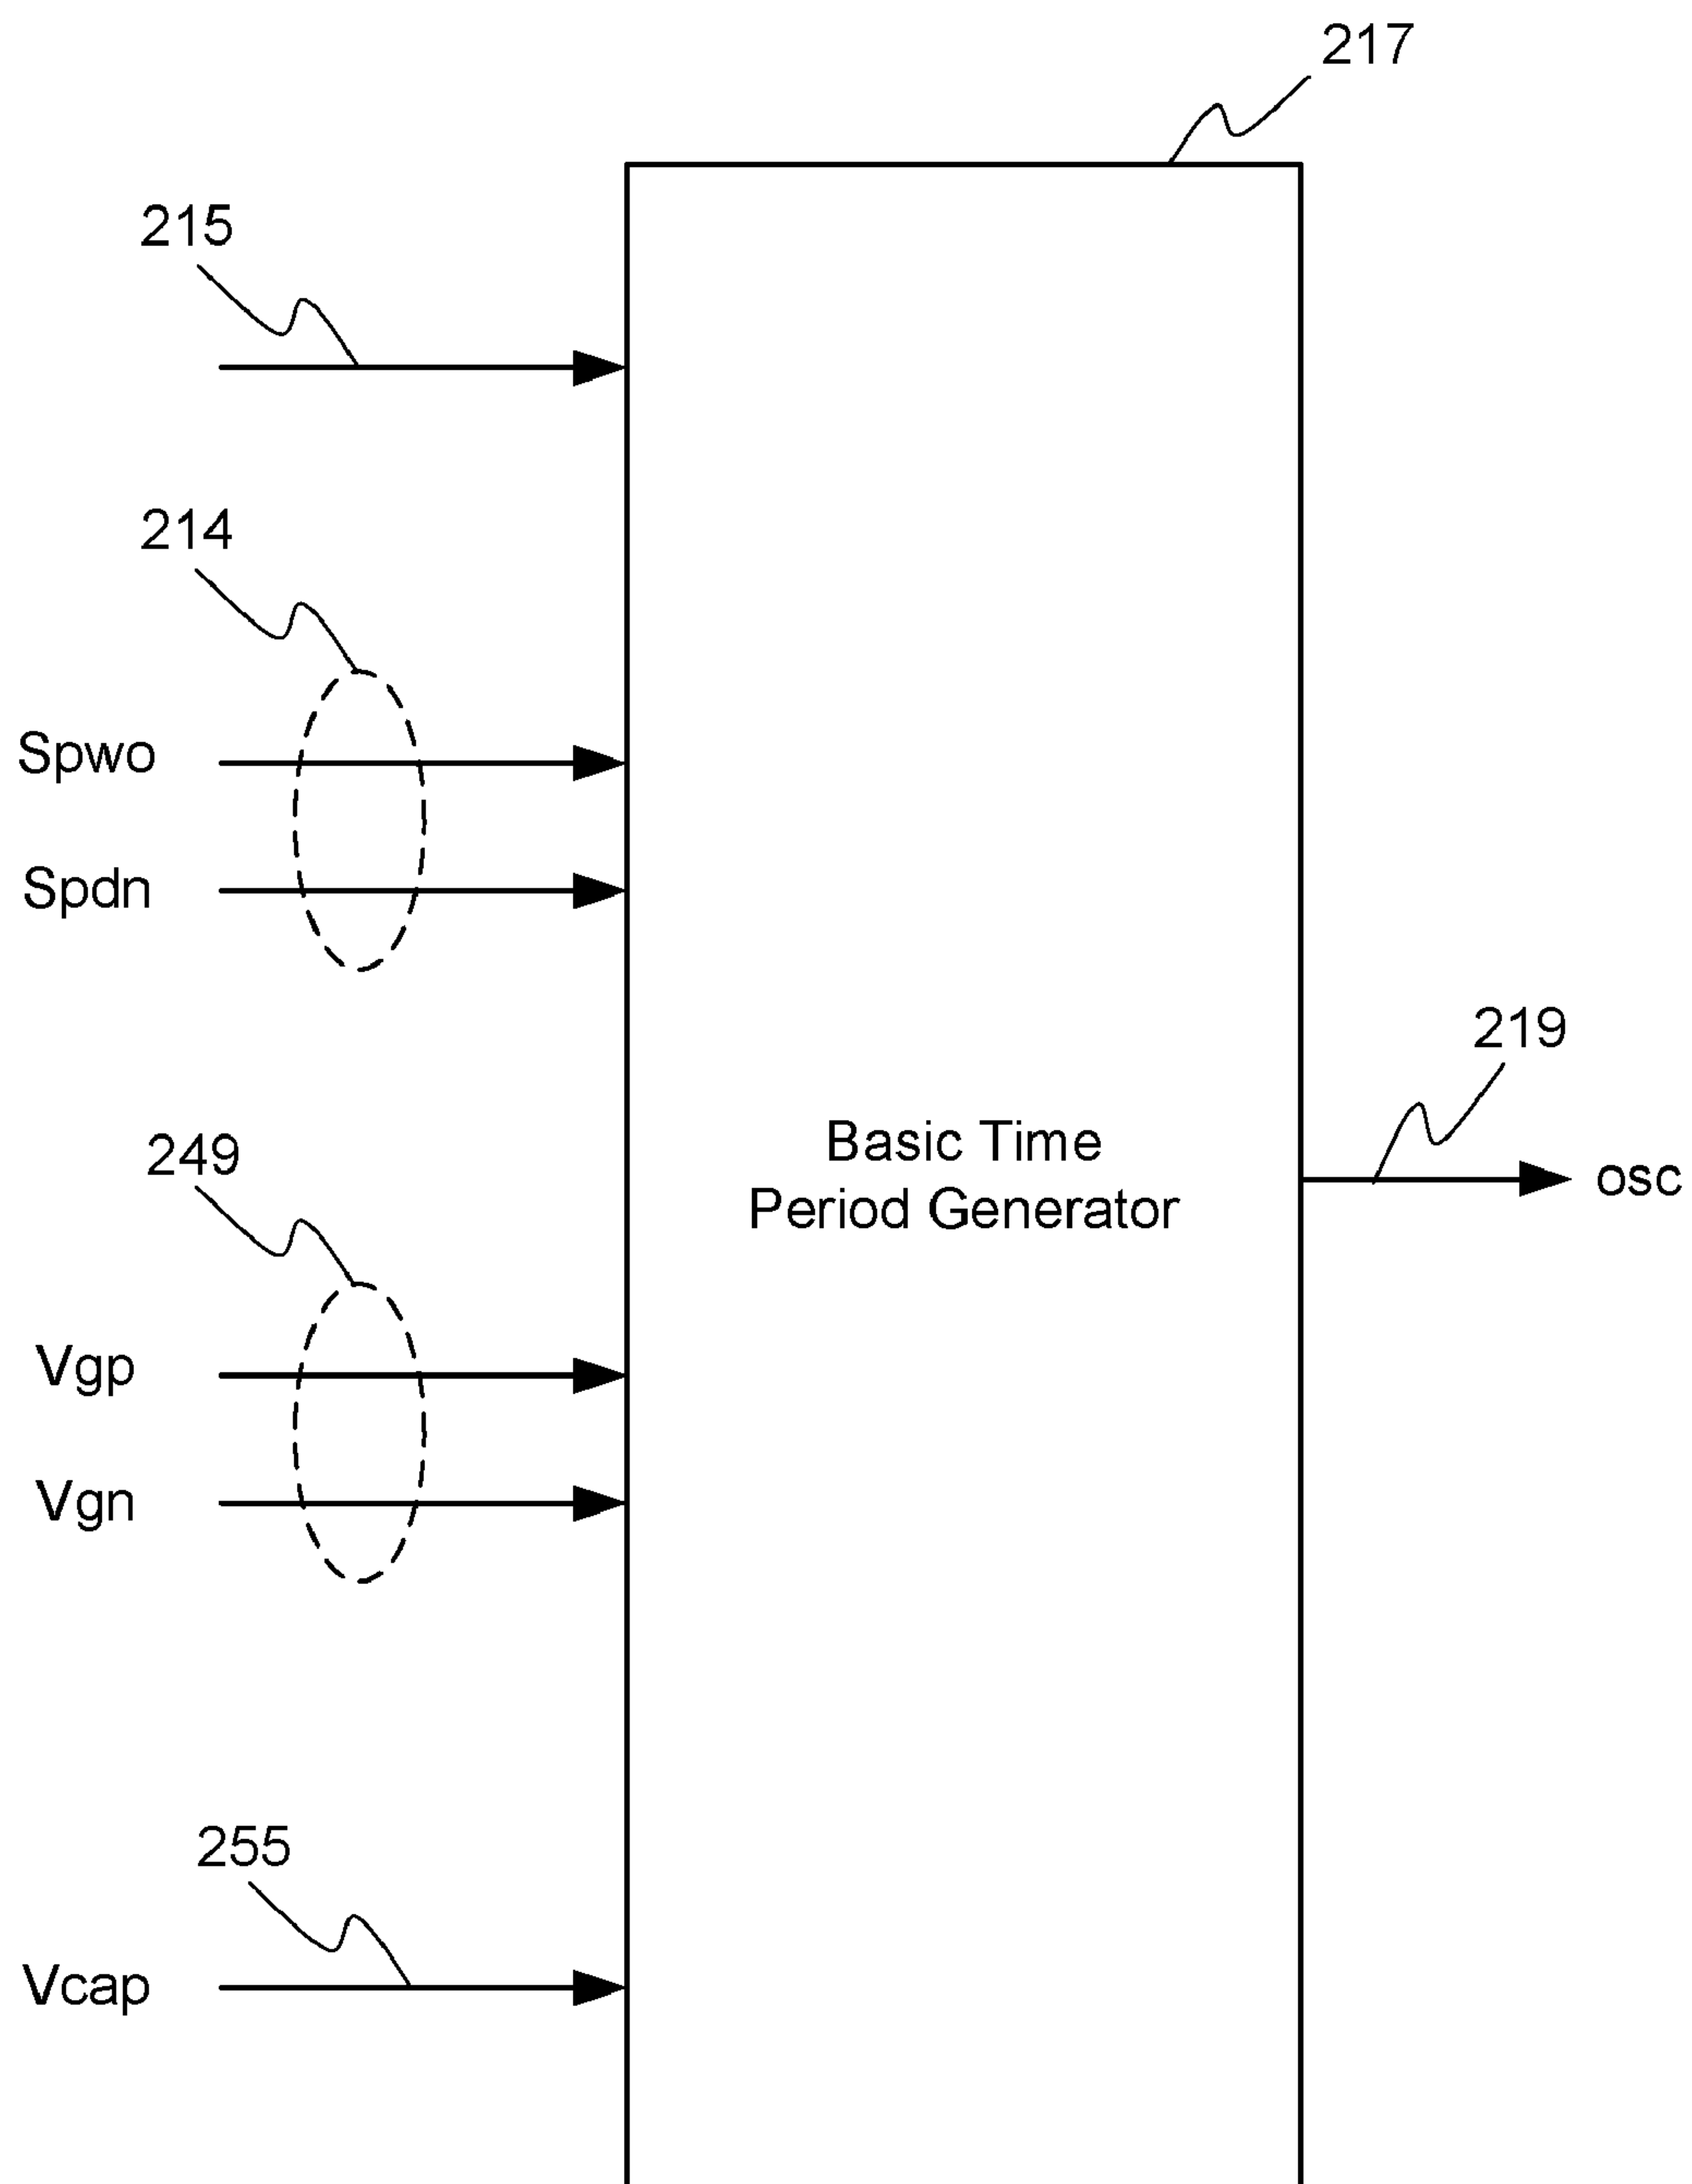 217
215
214
Spwo
Spdn
219
Basic Time
Period Generator
osc
249
Vgp
Vgn
255
Vcap